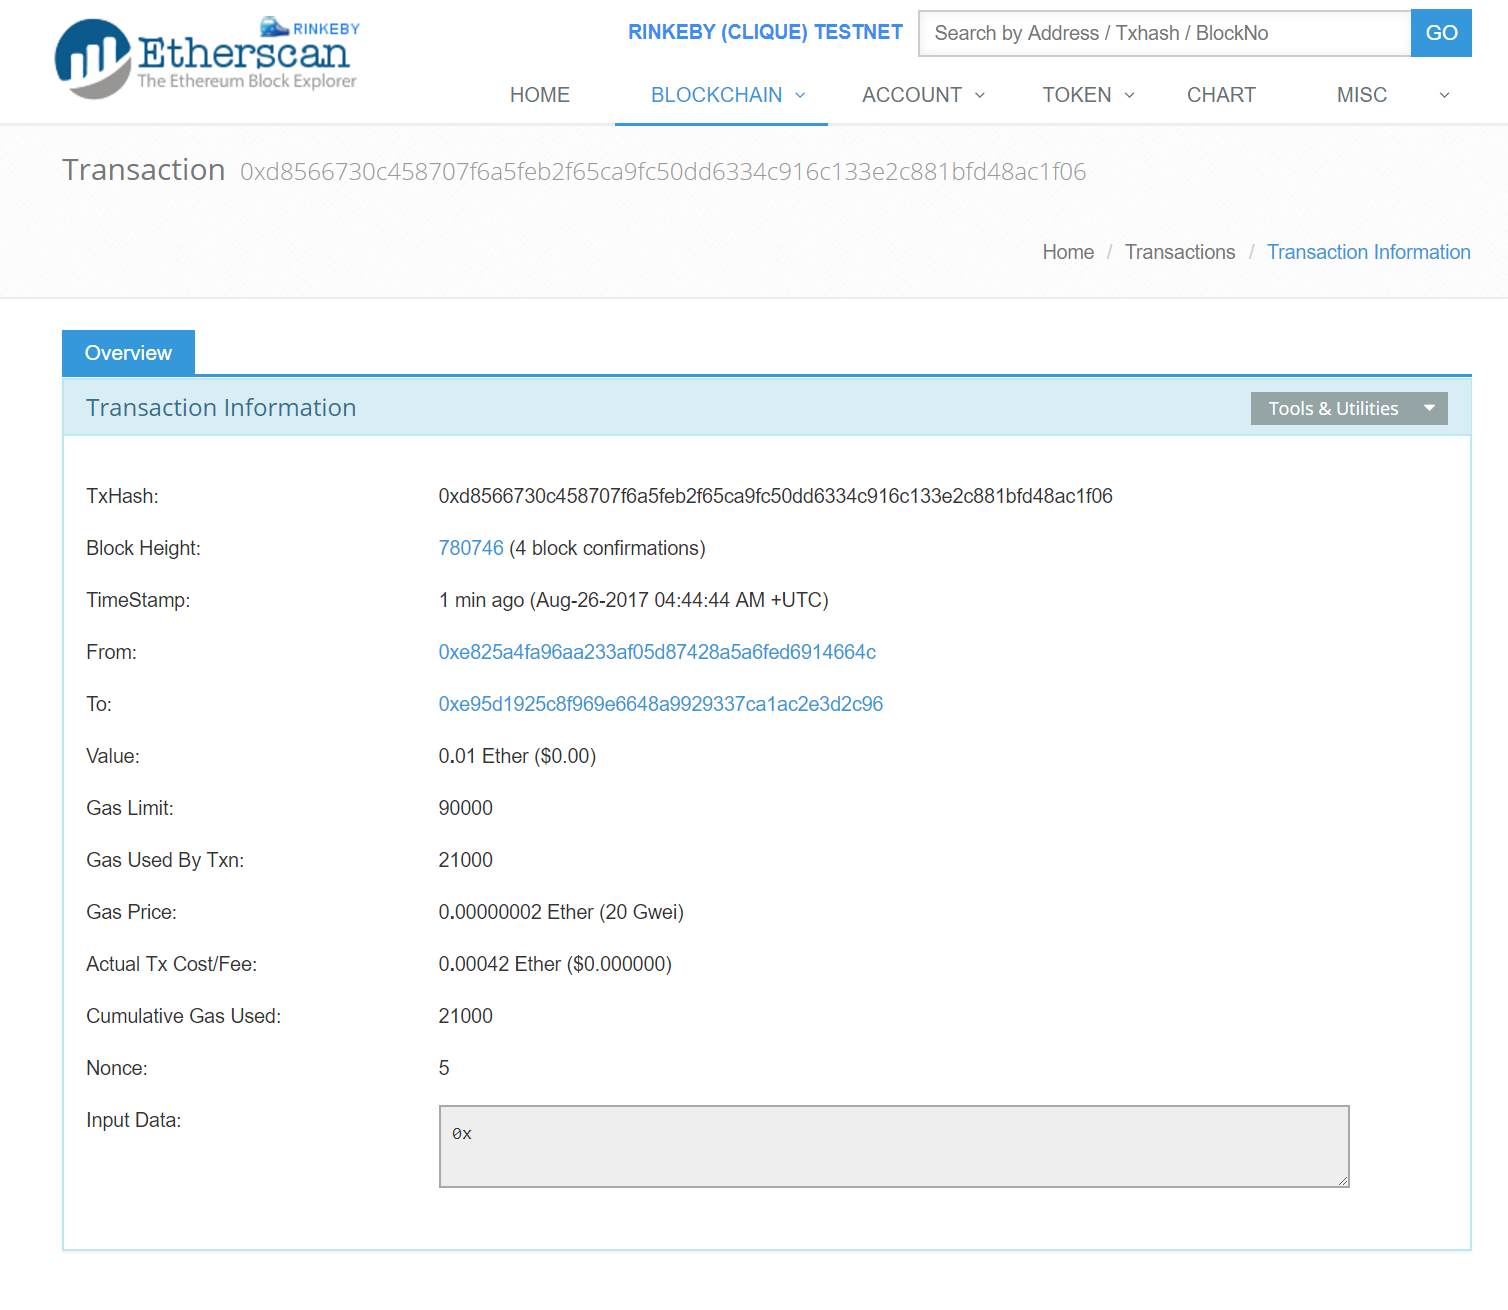 RINKEBY
Etherscan
The Ethereum Block Explorer
RINKEBY (CLIQUE) TESTNET
Search by Address / Txhash / BlockNo
GO
HOME BLOCKCHAIN ACCOUNT TOKEN CHART MISC
Transaction 0xd8566730c458707f6a5feb2f65ca9fc50dd6334c916c133e2c881bfd48ac1f06
Home / Transactions / Transaction Information
Overview
Transaction Information
Tools & Utilities
TxHash: 0xd8566730c458707f6a5feb2f65ca9fc50dd6334c916c133e2c881bfd48ac1f06
Block Height: 780746 (4 block confirmations)
TimeStamp: 1 min ago (Aug-26-2017 04:44:44 AM +UTC)
From: 0xe825a4fa96aa233af05d87428a5a6fed6914664c
To: 0xe95d1925c8f969e6648a9929337ca1ac2e3d2c96
Value: 0.01 Ether ($0.00)
Gas Limit: 90000
Gas Used By Txn: 21000
Gas Price: 0.00000002 Ether (20 Gwei)
Actual Tx Cost/Fee: 0.00042 Ether ($0.000000)
Cumulative Gas Used: 21000
Nonce: 5
Input Data: 0x